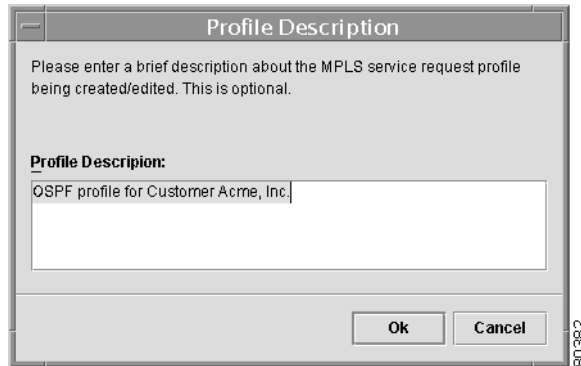 Profile Description
Please enter a brief description about the MPLS service request profile
being created/edited. This is optional.
Profile Descripion:
OSPF profile for Customer Acme, Inc.
Ok
Cancel
80382